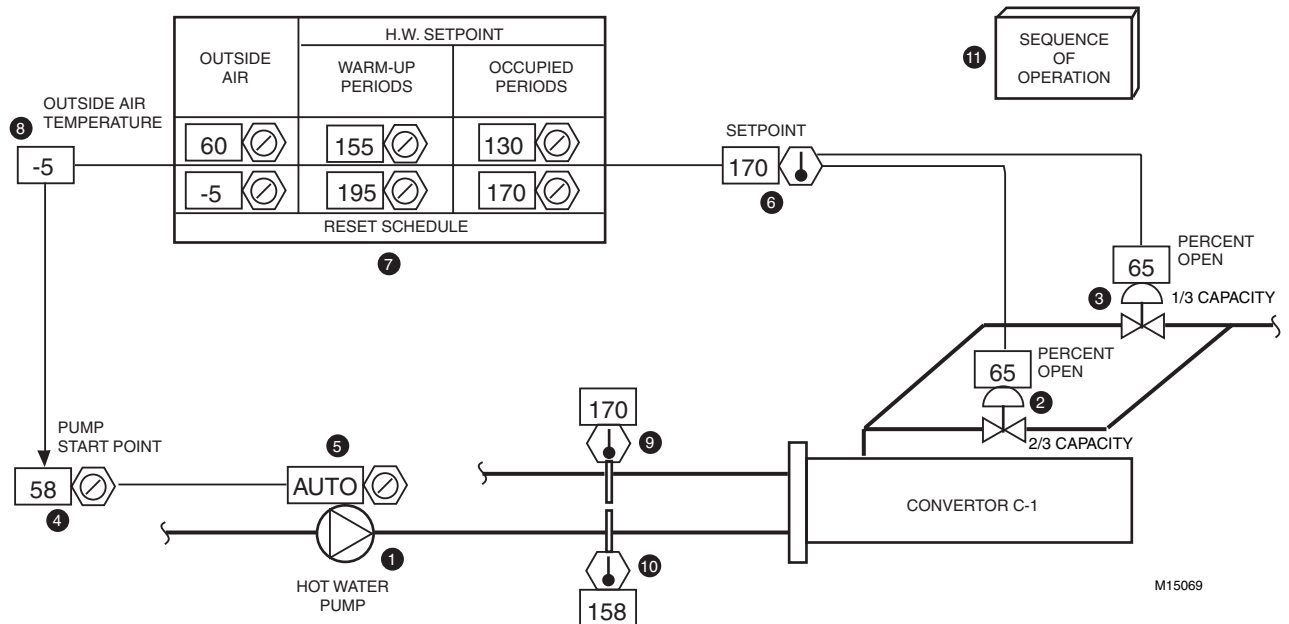 H.W. SETPOINT
OUTSIDE
AIR
WARM-UP
PERIODS
OCCUPIED
PERIODS
60
155
130
-5
195
170
RESET SCHEDULE
7
8
OUTSIDE AIR
TEMPERATURE
-5
11
SEQUENCE
OF
OPERATION
SETPOINT
170
6
65
PERCENT
OPEN
3
1/3 CAPACITY
65
PERCENT
OPEN
2
2/3 CAPACITY
PUMP
START POINT
58
4
5
AUTO
1
HOT WATER
PUMP
170
9
10
158
CONVERTOR C-1
M15069